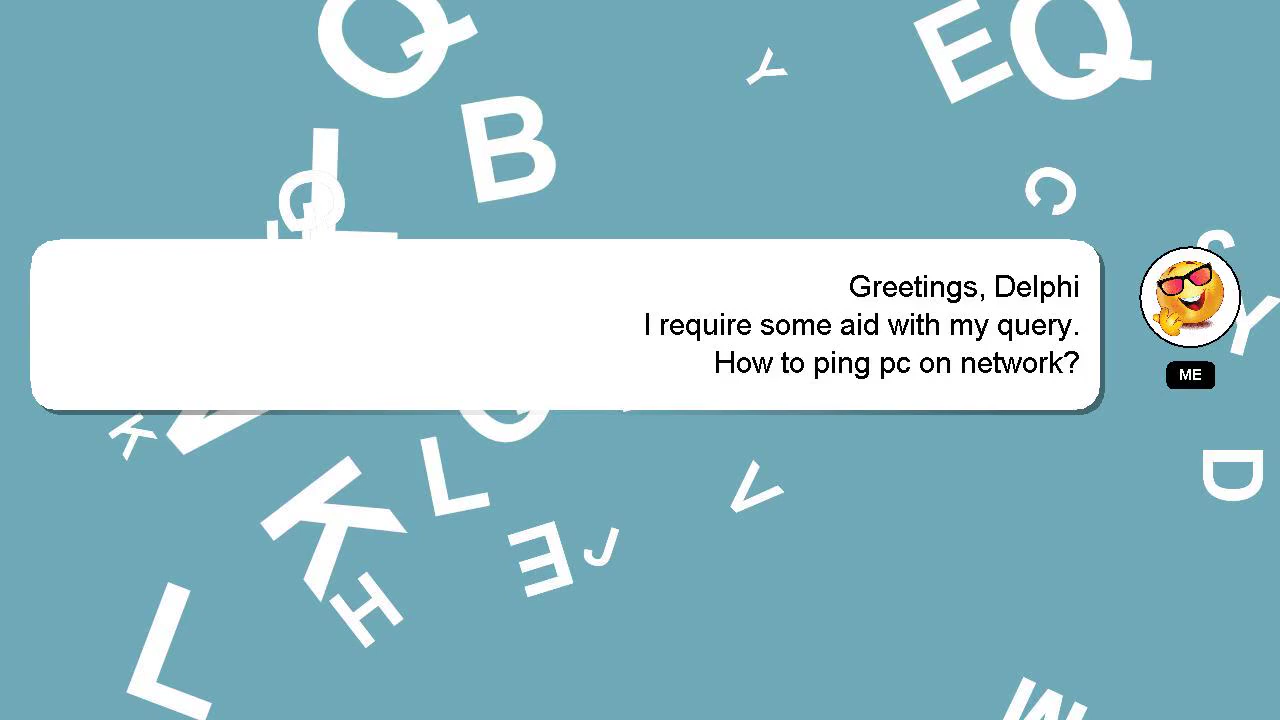 Greetings, Delphi
I require some aid with my query.
How to ping pc on network?
ME
Q
B
Y
E
Q
C
S
Y
D
K
L
V
K
E
J
H
L